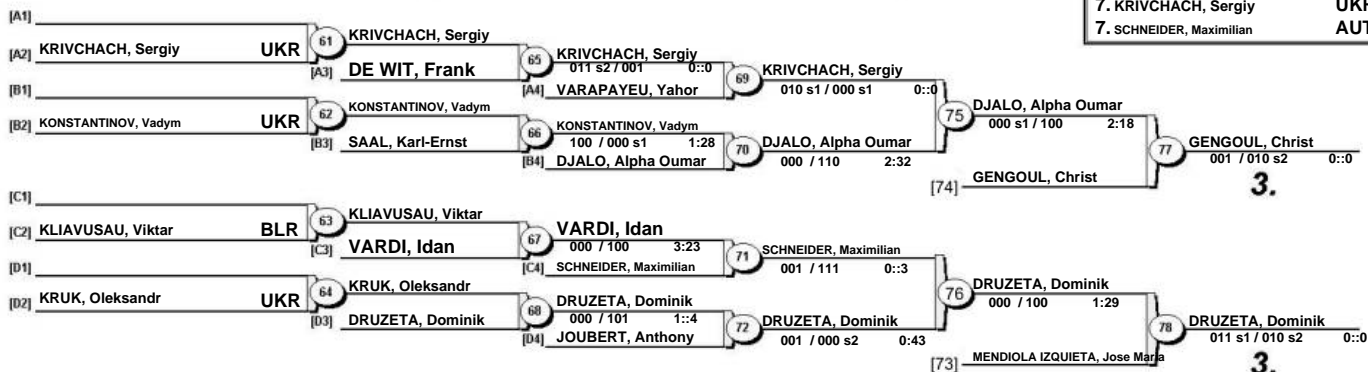 7. KRIVCHACH, Sergiy UKR
7. SCHNEIDER, Maximilian AUT
[A1]
[A2] KRIVCHACH, Sergiy UKR
61
KRIVCHACH, Sergiy
[A3] DE WIT, Frank
65
KRIVCHACH, Sergiy
011 s2 / 001 0::0
[A4] VARAPAYEU, Yahor
69
KRIVCHACH, Sergiy
010 s1 / 000 s1 0::0
[B1]
[B2] KONSTANTINOV, Vadym UKR
62
KONSTANTINOV, Vadym
[B3] SAAL, Karl-Ernst
66
KONSTANTINOV, Vadym
100 / 000 s1 1:28
[B4] DJALO, Alpha Oumar
70
DJALO, Alpha Oumar
000 / 110 2:32
75
DJALO, Alpha Oumar
000 s1 / 100 2:18
[74] GENGOUL, Christ
77
GENGOUL, Christ
001 / 010 s2 0::0
3.
[C1]
[C2] KLIAVUSAU, Viktar BLR
63
KLIAVUSAU, Viktar
[C3] VARDI, Idan
67
VARDI, Idan
000 / 100 3:23
[C4] SCHNEIDER, Maximilian
71
SCHNEIDER, Maximilian
001 / 111 0::3
[D1]
[D2] KRUK, Oleksandr UKR
64
KRUK, Oleksandr
[D3] DRUZETA, Dominik
68
DRUZETA, Dominik
000 / 101 1::4
[D4] JOUBERT, Anthony
72
DRUZETA, Dominik
001 / 000 s2 0:43
76
DRUZETA, Dominik
000 / 100 1:29
[73] MENDIOLA IZQUIETA, Jose Maria
78
DRUZETA, Dominik
011 s1 / 010 s2 0::0
3.